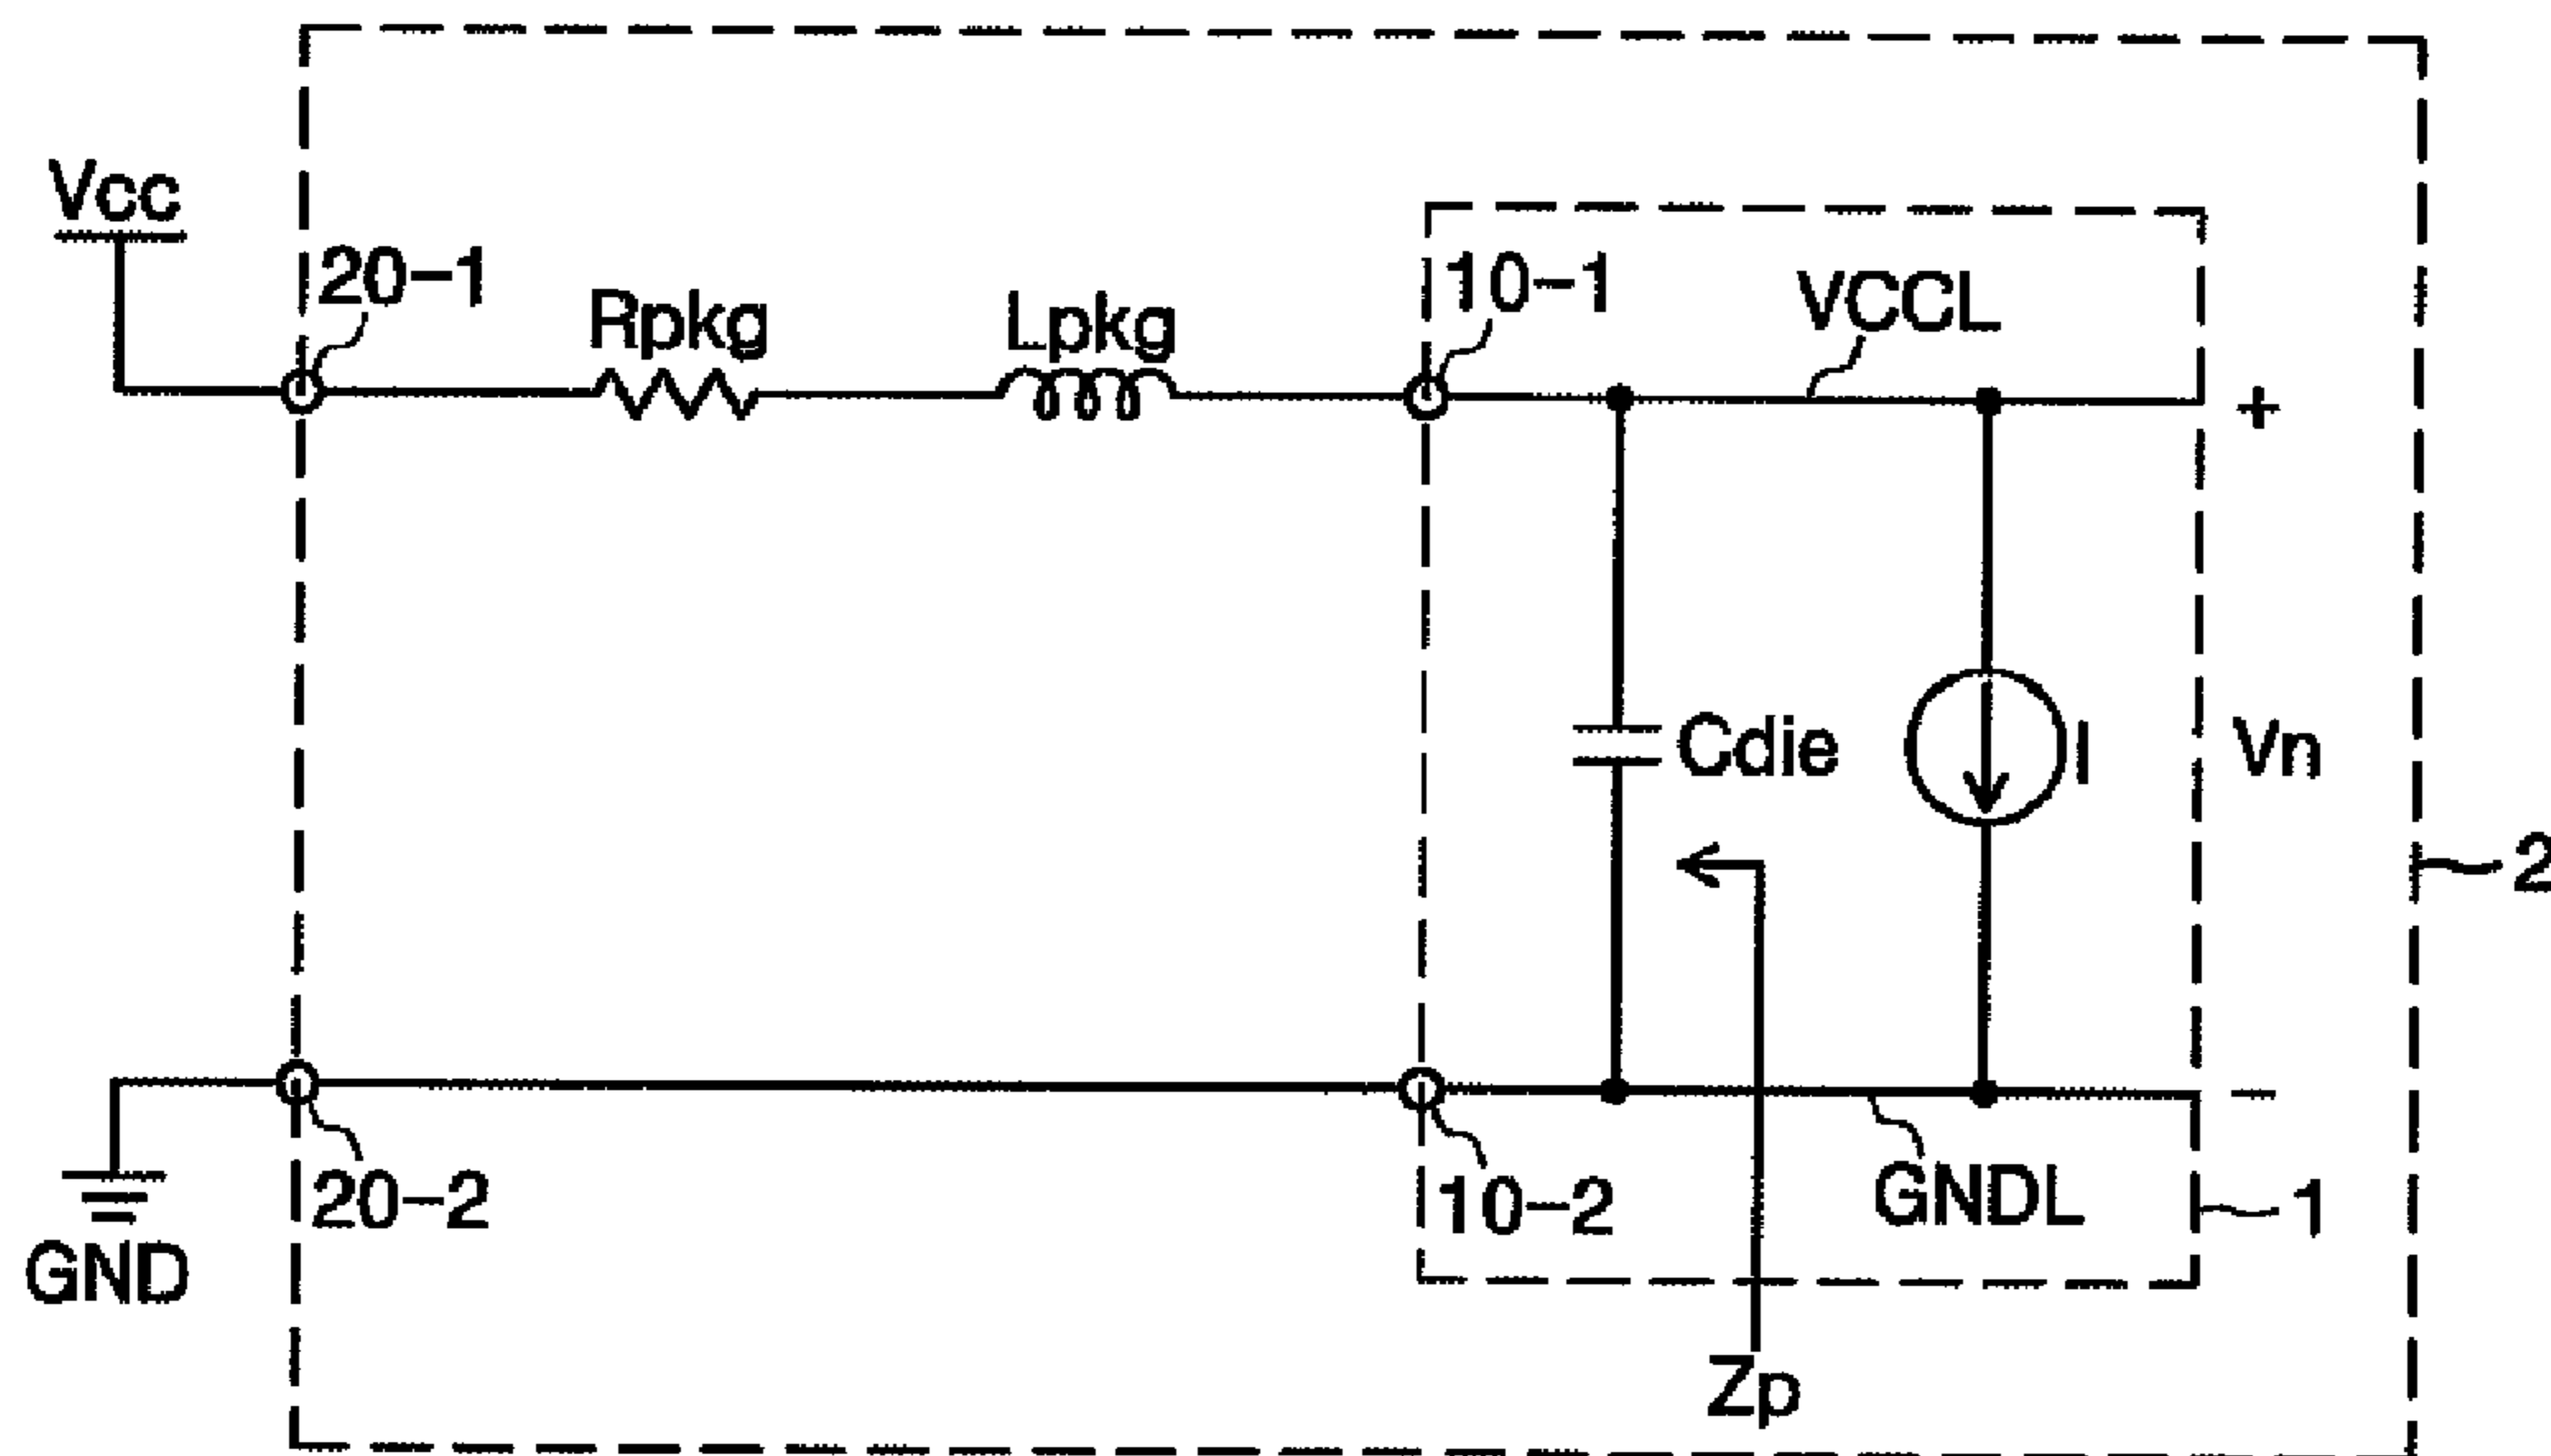 Vcc
20-1
Rpkg
Lpkg
10-1
VCCL
+
Cdie
I
Vn
2
20-2
10-2
GNDL
-
1
GND
Zp